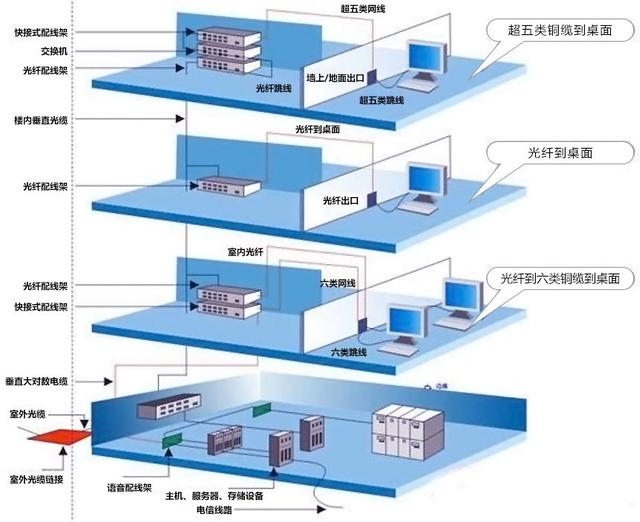 超五类网线
快接式配线架
超五类铜缆到桌面
交换机
光纤配线架
墙上/地面出口
光纤跳线
超五类跳线
楼内垂直光缆
光纤到桌面
光纤到桌面
光纤配线架
光纤出口
室内光纤
光纤到六类铜缆到桌面
光纤配线架
六类网线
快接式配线架
六类跳线
垂直大对数电缆
边缘
室外光缆
室外光缆链接
语音配线架
主机、服务器、存储设备
电信线路